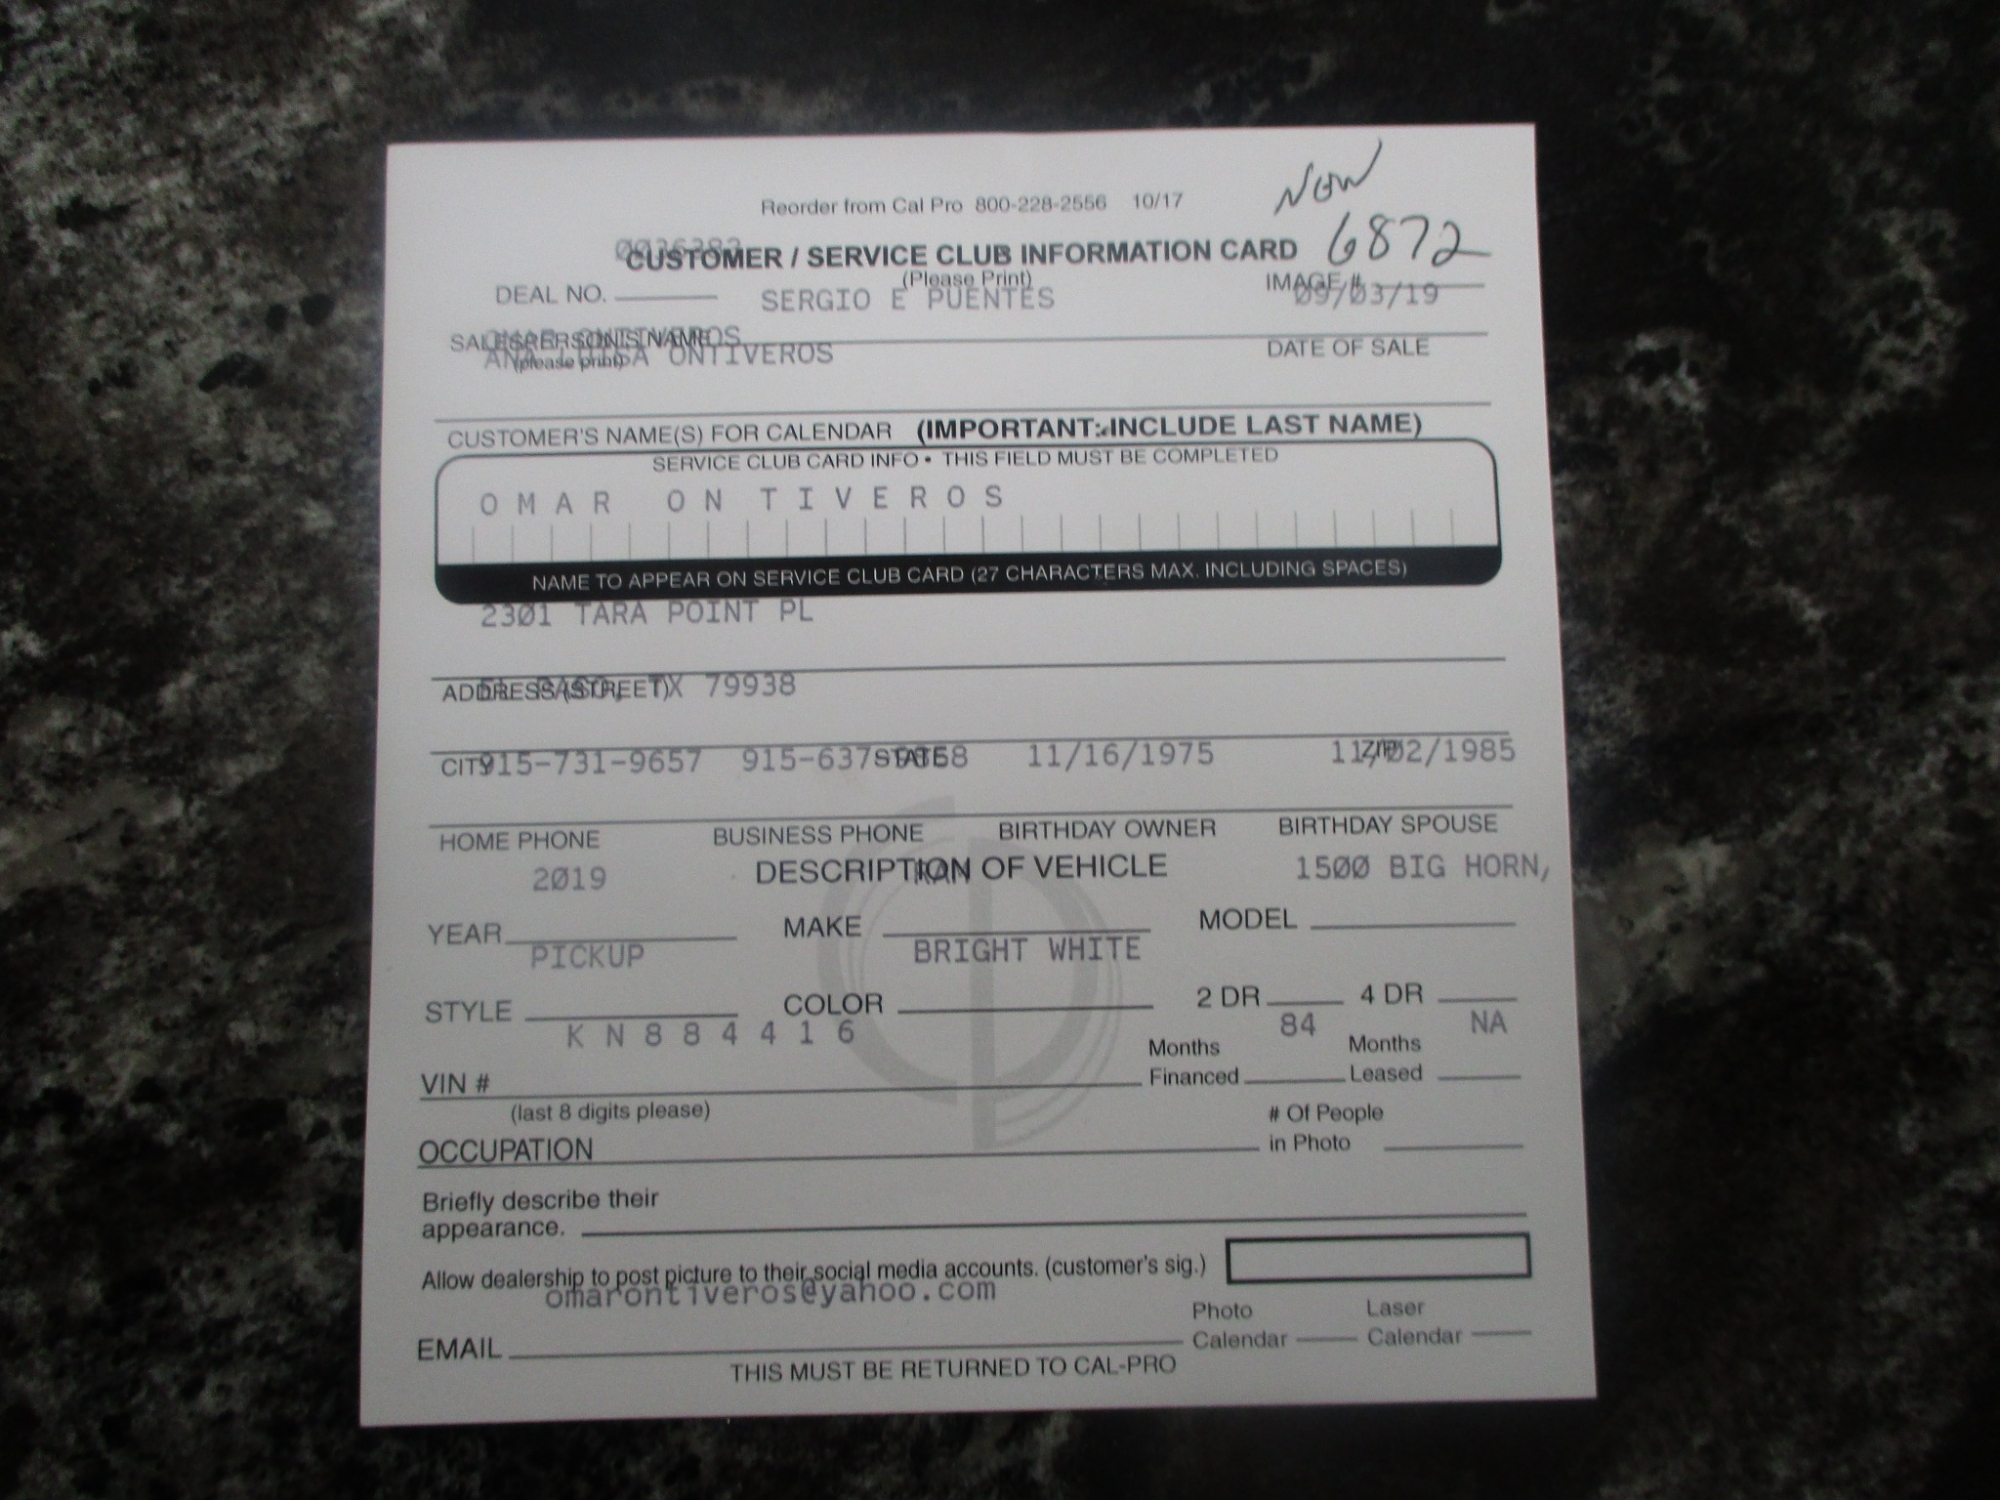 Reorder from Cal Pro 800-228-2556 10/17
NEW
CUSTOMER / SERVICE CLUB INFORMATION CARD 6872
(Please Print)
DEAL NO. SERGIO E PUENTES IMAGE # 09/03/19
OMAR ONTIVEROS
SALESPERSON'S NAME DATE OF SALE
(please print) ONTIVEROS
CUSTOMER'S NAME(S) FOR CALENDAR (IMPORTANT: INCLUDE LAST NAME)
SERVICE CLUB CARD INFO • THIS FIELD MUST BE COMPLETED
OMAR ONTIVEROS
NAME TO APPEAR ON SERVICE CLUB CARD (27 CHARACTERS MAX. INCLUDING SPACES)
2301 TARA POINT PL
ADDRESS (STREET) TX 79938
CITY 915-731-9657 STATE 11/16/1975 ZIP 11/02/1985
HOME PHONE BUSINESS PHONE BIRTHDAY OWNER BIRTHDAY SPOUSE
2019 DESCRIPTION OF VEHICLE RAM 1500 BIG HORN,
YEAR MAKE MODEL
PICKUP BRIGHT WHITE
STYLE COLOR 2 DR 4 DR
KN884416 84 NA
Months Months
VIN # Financed Leased
(last 8 digits please) # Of People
OCCUPATION in Photo
Briefly describe their
appearance.
Allow dealership to post picture to their social media accounts. (customer's sig.)
omarontiveros@yahoo.com
Photo Laser
EMAIL Calendar Calendar
THIS MUST BE RETURNED TO CAL-PRO